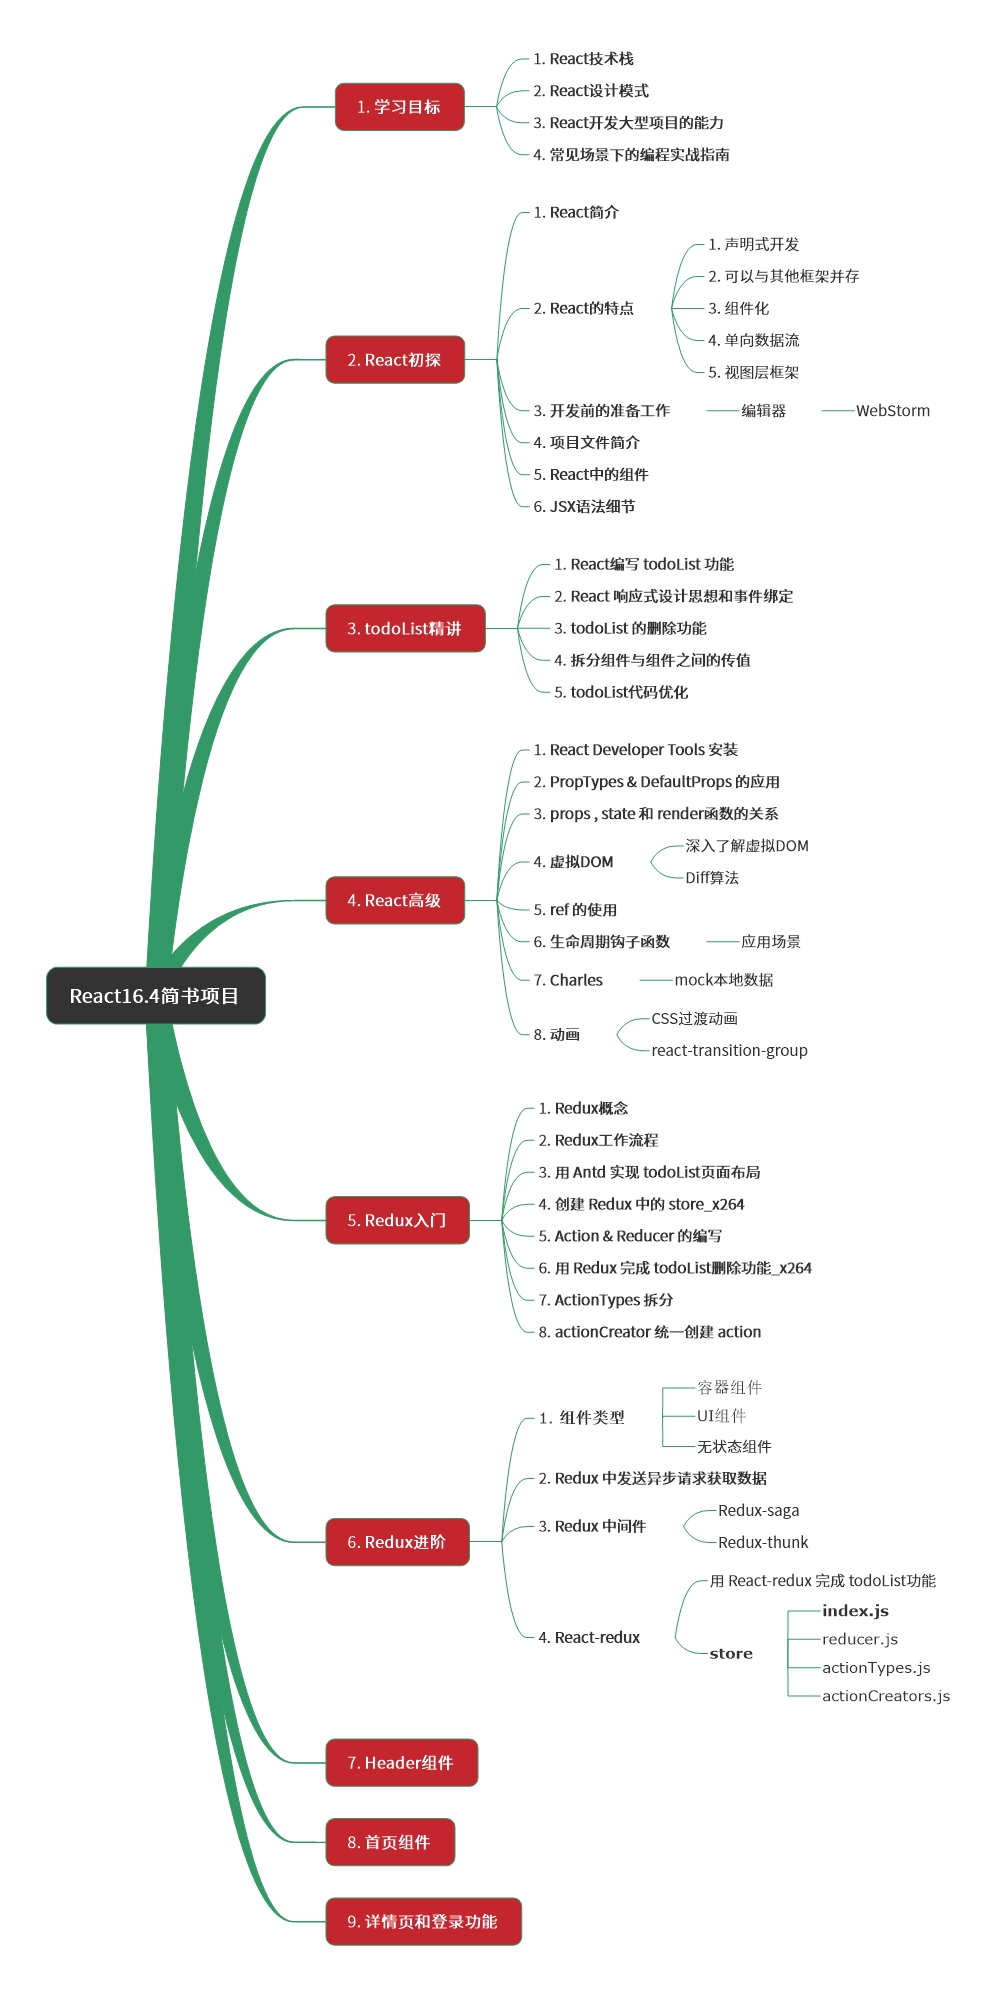 React16.4简书项目
1. 学习目标
1. React技术栈
2. React设计模式
3. React开发大型项目的能力
4. 常见场景下的编程实战指南
2. React初探
1. React简介
2. React的特点
1. 声明式开发
2. 可以与其他框架并存
3. 组件化
4. 单向数据流
5. 视图层框架
3. 开发前的准备工作
编辑器
WebStorm
4. 项目文件简介
5. React中的组件
6. JSX语法细节
3. todoList精讲
1. React编写 todoList 功能
2. React 响应式设计思想和事件绑定
3. todoList 的删除功能
4. 拆分组件与组件之间的传值
5. todoList代码优化
4. React高级
1. React Developer Tools 安装
2. PropTypes & DefaultProps 的应用
3. props , state 和 render函数的关系
4. 虚拟DOM
深入了解虚拟DOM
Diff算法
5. ref 的使用
6. 生命周期钩子函数
应用场景
7. Charles
mock本地数据
8. 动画
CSS过渡动画
react-transition-group
5. Redux入门
1. Redux概念
2. Redux工作流程
3. 用 Antd 实现 todoList页面布局
4. 创建 Redux 中的 store_x264
5. Action & Reducer 的编写
6. 用 Redux 完成 todoList删除功能_x264
7. ActionTypes 拆分
8. actionCreator 统一创建 action
6. Redux进阶
1. 组件类型
容器组件
UI组件
无状态组件
2. Redux 中发送异步请求获取数据
3. Redux 中间件
Redux-saga
Redux-thunk
4. React-redux
用 React-redux 完成 todoList功能
store
index.js
reducer.js
actionTypes.js
actionCreators.js
7. Header组件
8. 首页组件
9. 详情页和登录功能